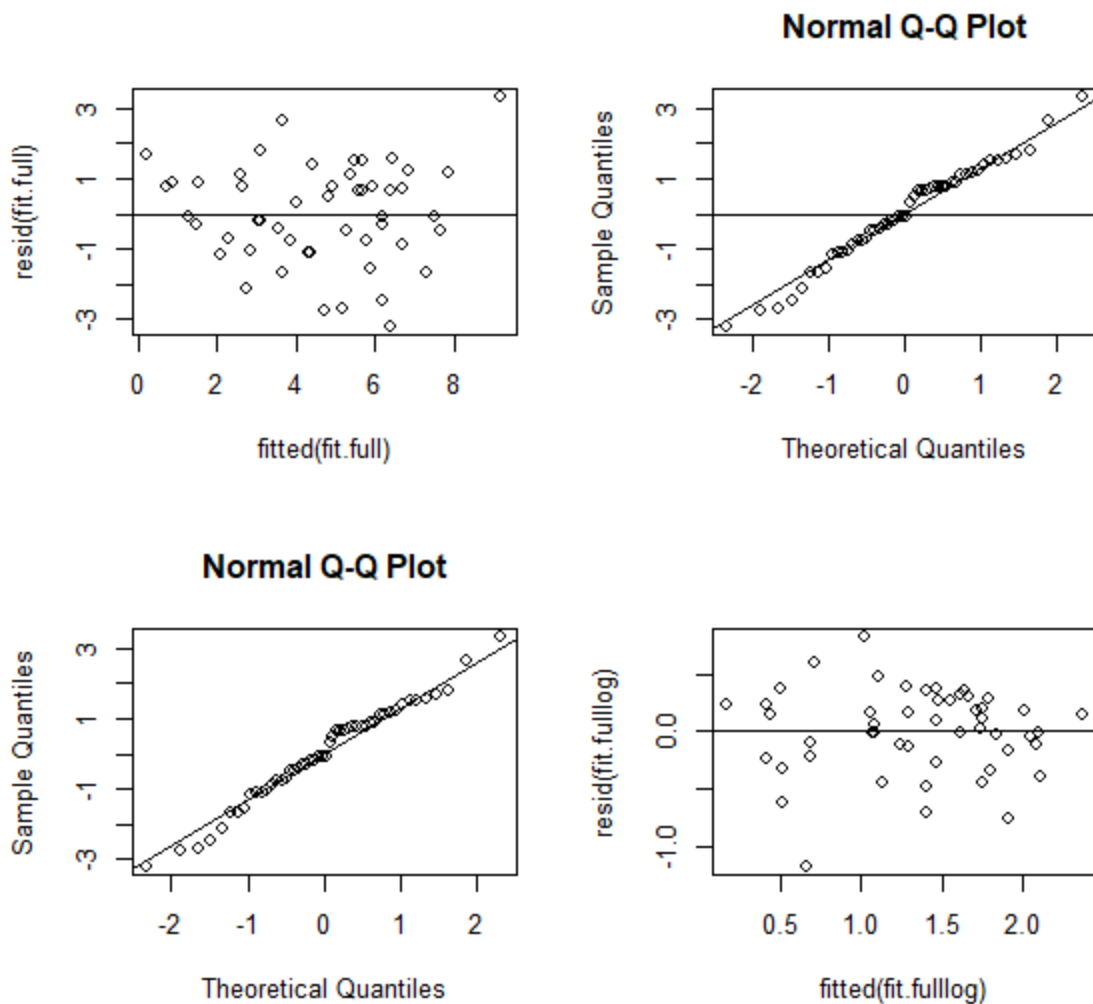 Normal Q-Q Plot
resid(fit.full)
-3 -1 1 3
0 2 4 6 8
fitted(fit.full)
Sample Quantiles
-3 -1 1 3
-2 -1 0 1 2
Theoretical Quantiles
Normal Q-Q Plot
Sample Quantiles
-3 -1 1 3
-2 -1 0 1 2
Theoretical Quantiles
resid(fit.fulllog)
-1.0 0.0
0.5 1.0 1.5 2.0
fitted(fit.fulllog)